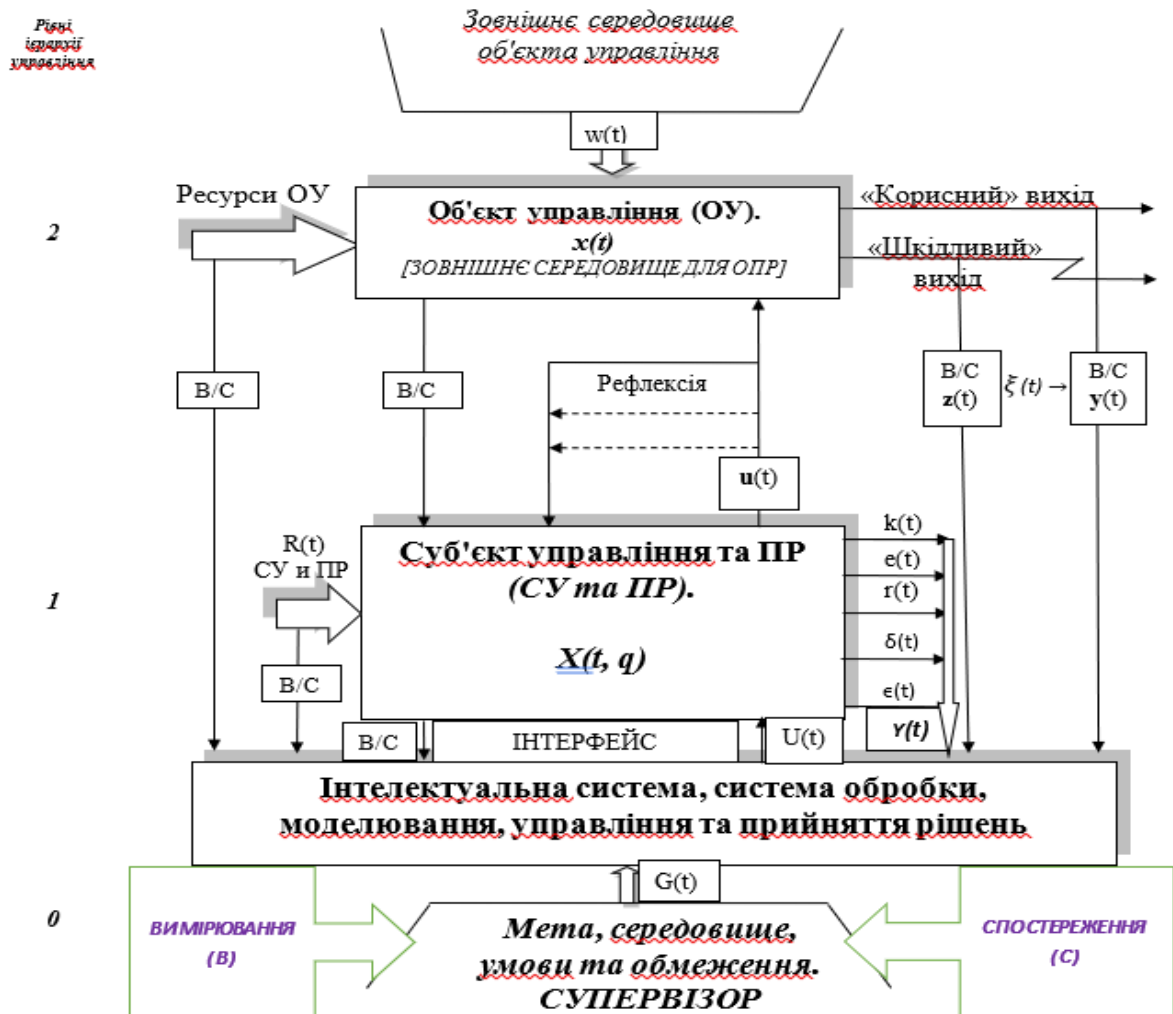 Рівні
ієрархії
управління
Зовнішнє середовище
об'єкта управління
w(t)
Ресурси ОУ
2
Об'єкт управління (ОУ).
x(t)
[ЗОВНІШНЄ СЕРЕДОВИЩЕ ДЛЯ ОПР]
«Корисний» вихід
«Шкідливий»
вихід
В/С
В/С
Рефлексія
В/С
z(t)
ξ(t) →
В/С
y(t)
u(t)
1
R(t)
СУ и ПР
В/С
Суб'єкт управління та ПР
(СУ та ПР).
X(t, q)
k(t)
e(t)
r(t)
δ(t)
ϵ(t)
Y(t)
В/С
ІНТЕРФЕЙС
U(t)
Інтелектуальна система, система обробки,
моделювання, управління та прийняття рішень
0
G(t)
ВИМІРЮВАННЯ
(В)
Мета, середовище,
умови та обмеження.
СУПЕРВІЗОР
СПОСТЕРЕЖЕННЯ
(С)